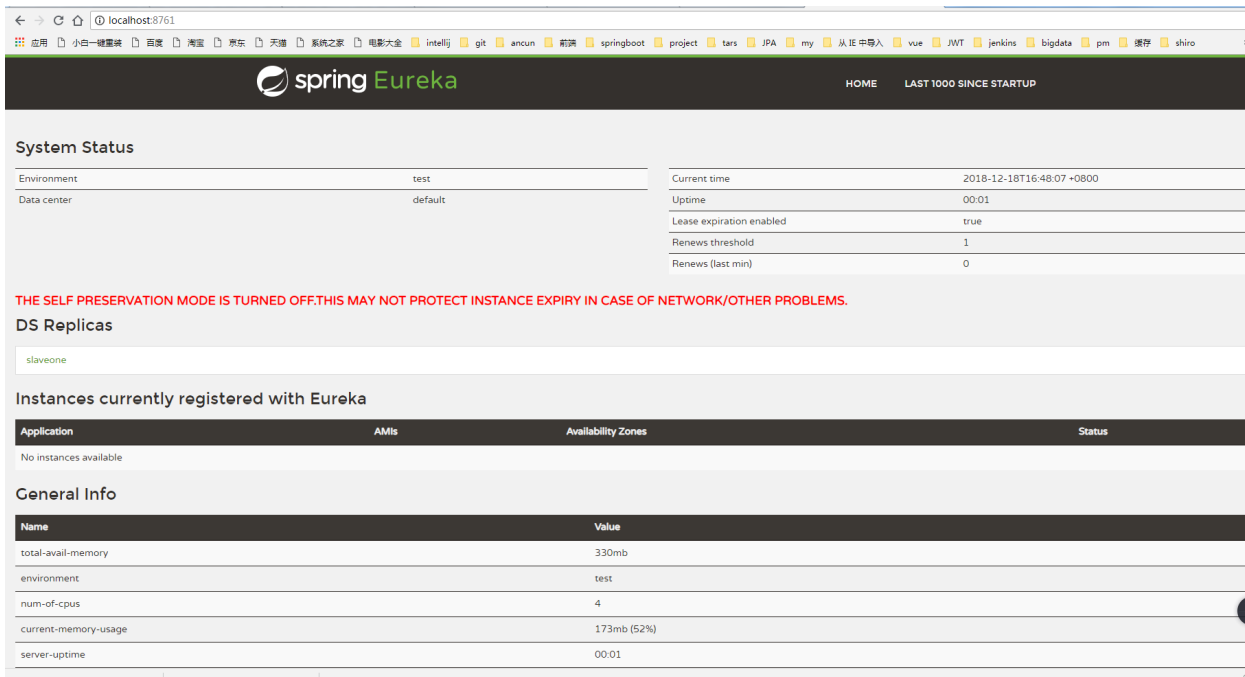 localhost:8761
应用 小白一键重装 百度 淘宝 京东 天猫 系统之家 电影大全 intellij git ancun 前端 springboot project tars JPA my 从 IE 中导入 vue JWT jenkins bigdata pm 缓存 shiro
spring Eureka HOME LAST 1000 SINCE STARTUP
System Status
Environment test Current time 2018-12-18T16:48:07 +0800
Data center default Uptime 00:01
Lease expiration enabled true
Renews threshold 1
Renews (last min) 0
THE SELF PRESERVATION MODE IS TURNED OFF.THIS MAY NOT PROTECT INSTANCE EXPIRY IN CASE OF NETWORK/OTHER PROBLEMS.
DS Replicas
slaveone
Instances currently registered with Eureka
Application AMIs Availability Zones Status
No instances available
General Info
Name Value
total-avail-memory 330mb
environment test
num-of-cpus 4
current-memory-usage 173mb (52%)
server-uptime 00:01